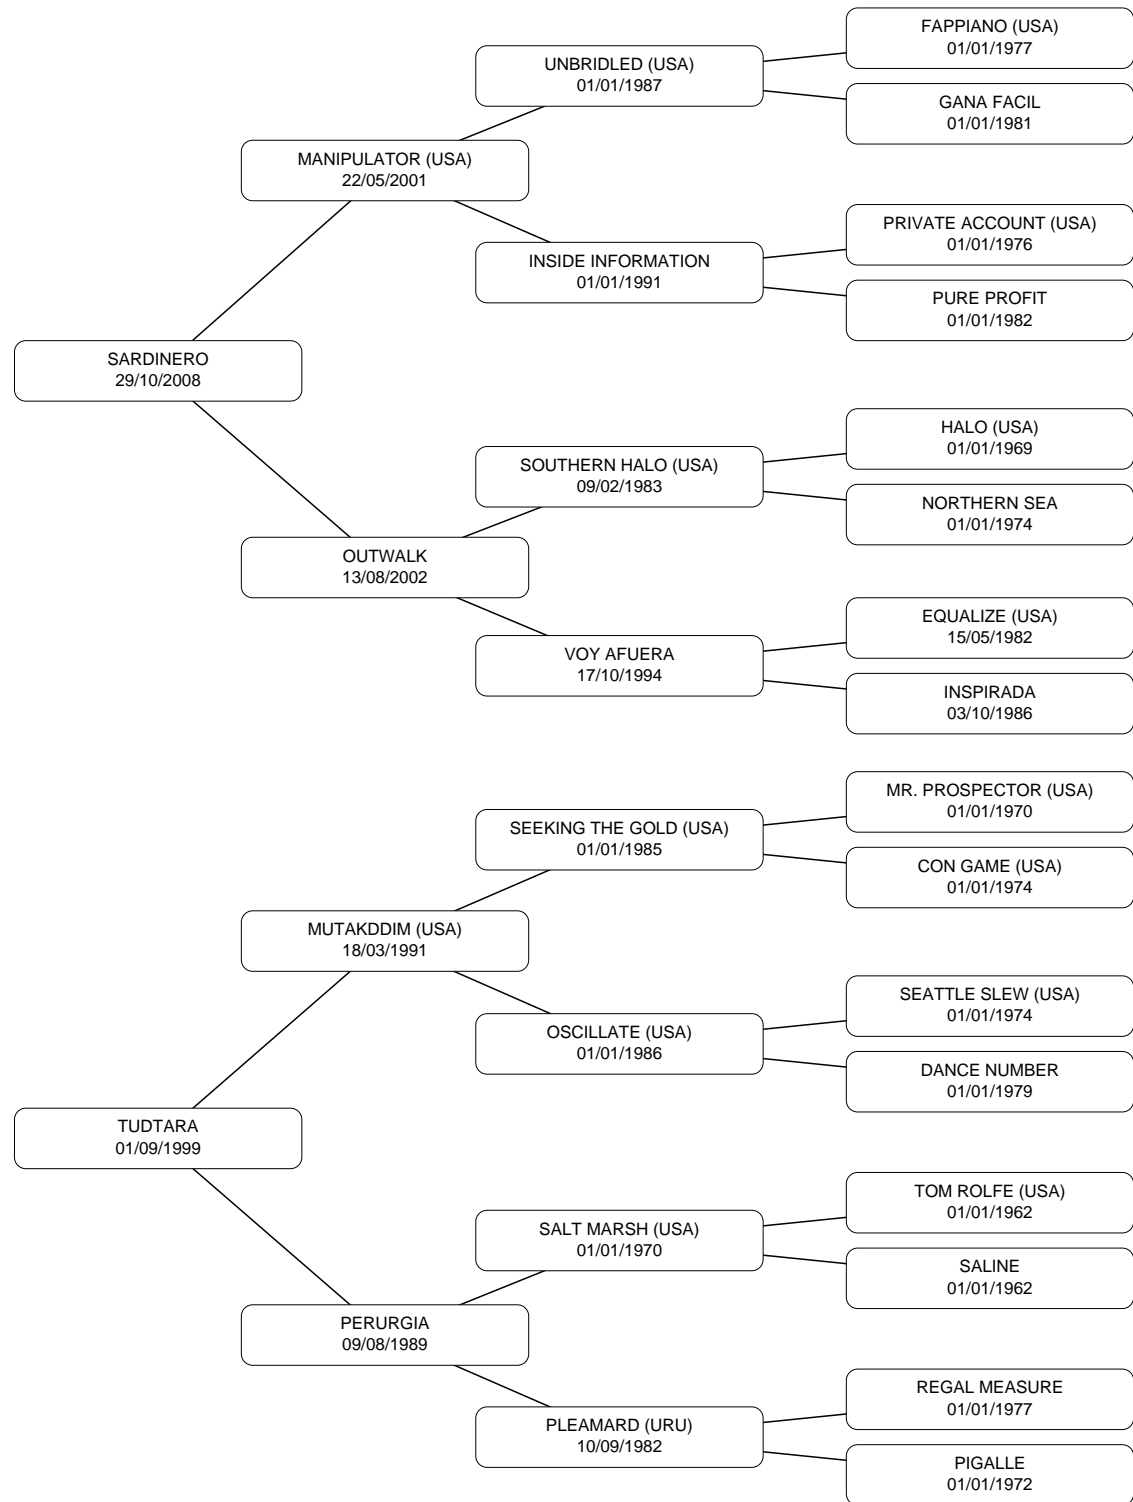 FAPPIANO (USA)
01/01/1977
UNBRIDLED (USA)
01/01/1987
GANA FACIL
01/01/1981
MANIPULATOR (USA)
22/05/2001
PRIVATE ACCOUNT (USA)
01/01/1976
INSIDE INFORMATION
01/01/1991
PURE PROFIT
01/01/1982
SARDINERO
29/10/2008
HALO (USA)
01/01/1969
SOUTHERN HALO (USA)
09/02/1983
NORTHERN SEA
01/01/1974
OUTWALK
13/08/2002
EQUALIZE (USA)
15/05/1982
VOY AFUERA
17/10/1994
INSPIRADA
03/10/1986
MR. PROSPECTOR (USA)
01/01/1970
SEEKING THE GOLD (USA)
01/01/1985
CON GAME (USA)
01/01/1974
MUTAKDDIM (USA)
18/03/1991
SEATTLE SLEW (USA)
01/01/1974
OSCILLATE (USA)
01/01/1986
DANCE NUMBER
01/01/1979
TUDTARA
01/09/1999
TOM ROLFE (USA)
01/01/1962
SALT MARSH (USA)
01/01/1970
SALINE
01/01/1962
PERURGIA
09/08/1989
REGAL MEASURE
01/01/1977
PLEAMARD (URU)
10/09/1982
PIGALLE
01/01/1972